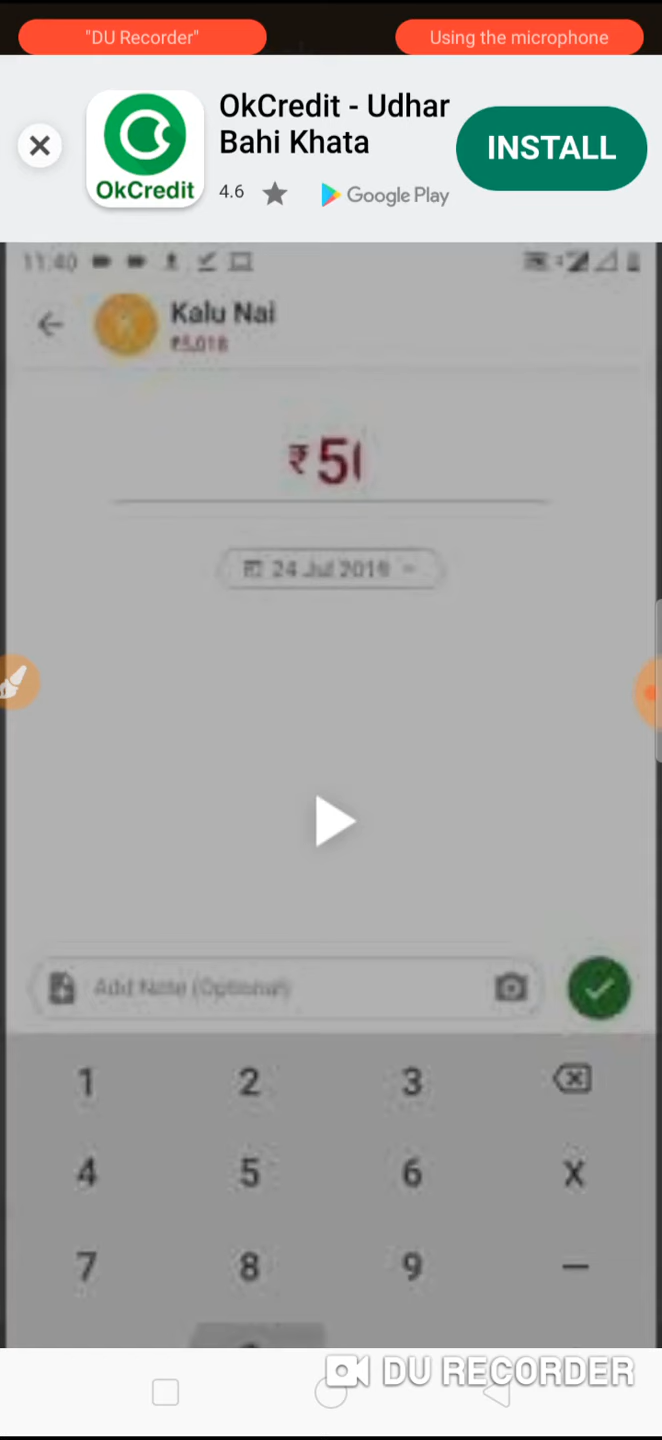 "DU Recorder"
Using the microphone
OkCredit - Udhar
Bahi Khata
INSTALL
OkCredit
4.6 ★ Google Play
11:40
Kalu Nai
₹5,018
₹ 5
24 Jul 2019
Add Note (Optional)
1 2 3
4 5 6 X
7 8 9 —
DU RECORDER